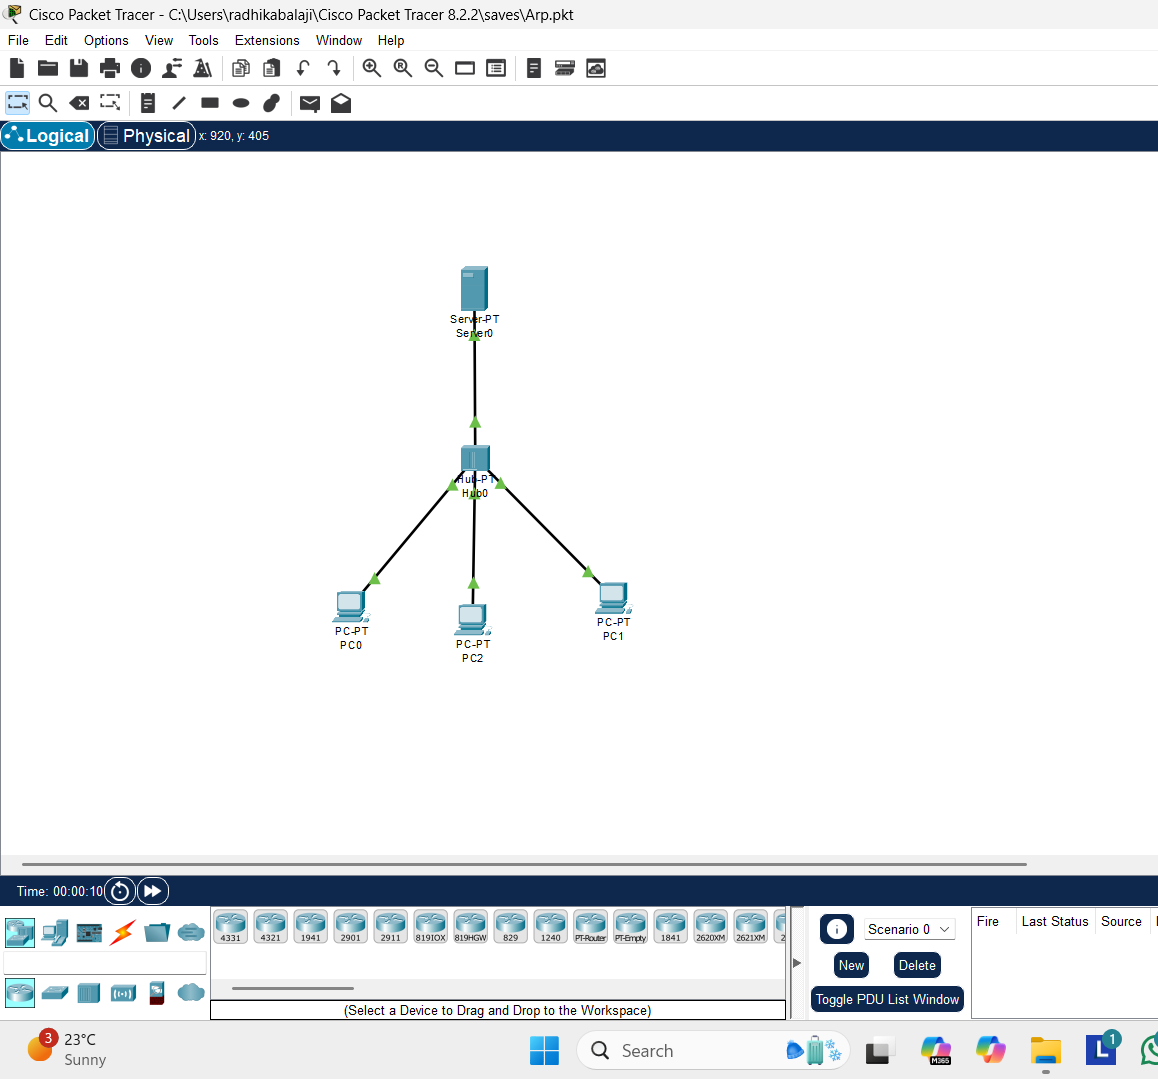 Cisco Packet Tracer - C:\Users\radhikabalaji\Cisco Packet Tracer 8.2.2\saves\Arp.pkt
File Edit Options View Tools Extensions Window Help
Logical Physical x: 920, y: 405
Server-PT
Server0
Hub-PT
Hub0
PC-PT
PC0
PC-PT
PC2
PC-PT
PC1
Time: 00:00:10
4331 4321 1941 2901 2911 819IOX 819HGW 829 1240 PT-Router PT-Empty 1841 2620XM 2621XM
(Select a Device to Drag and Drop to the Workspace)
Scenario 0
New Delete
Toggle PDU List Window
Fire Last Status Source
3 23°C
Sunny
Search
M365
L 1